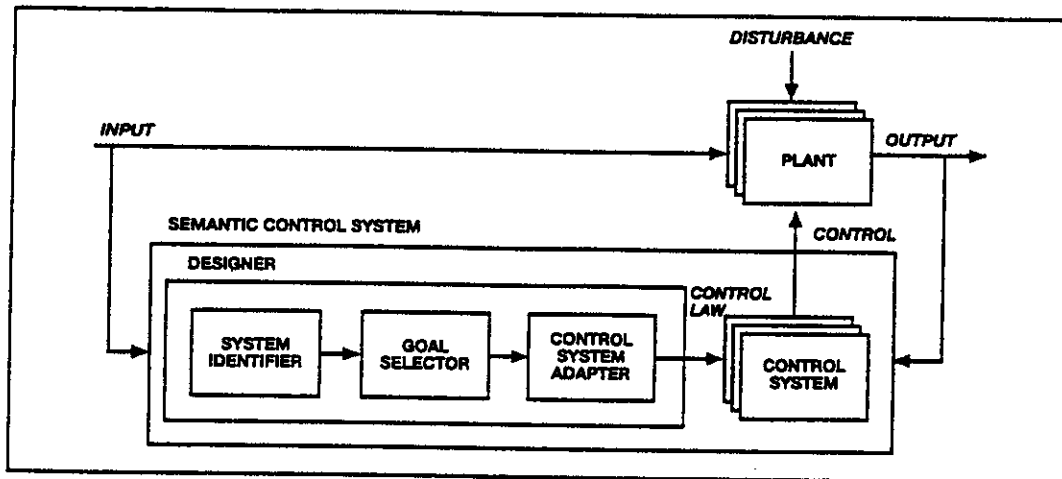 DISTURBANCE
INPUT
PLANT
OUTPUT
SEMANTIC CONTROL SYSTEM
CONTROL
DESIGNER
CONTROL
LAW
SYSTEM
IDENTIFIER
GOAL
SELECTOR
CONTROL
SYSTEM
ADAPTER
CONTROL
SYSTEM